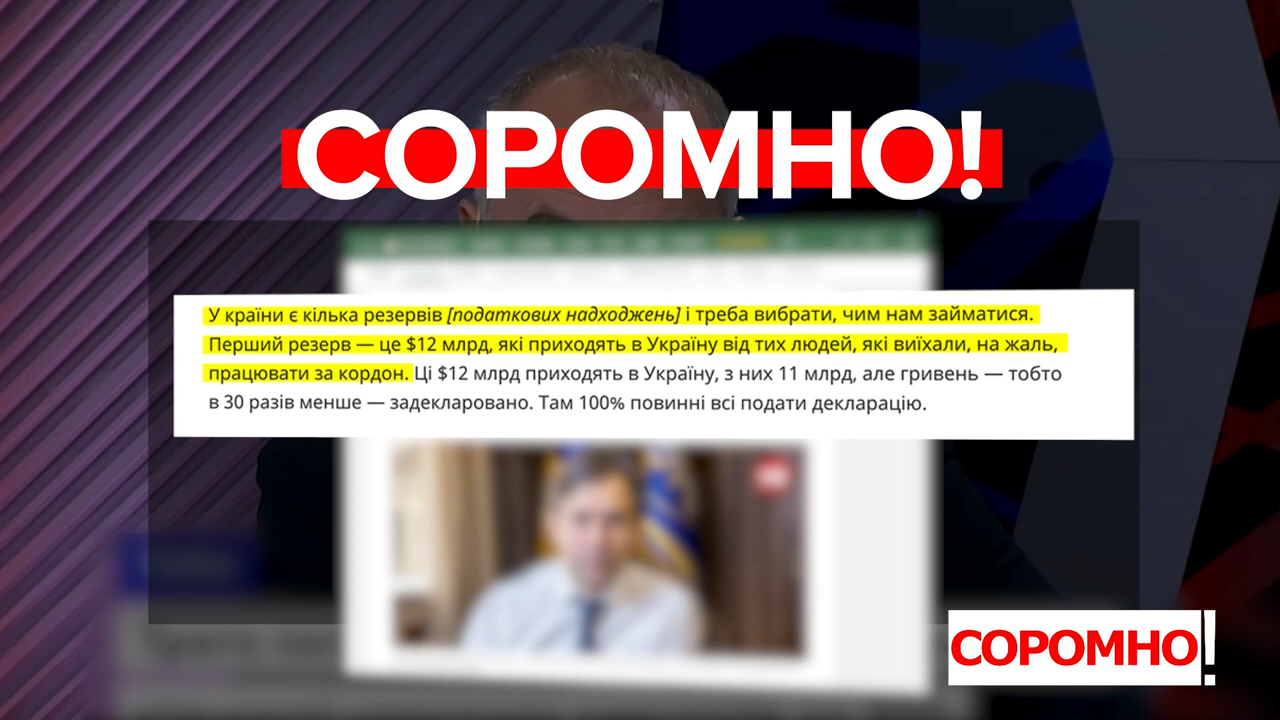 СОРОМНО!
У країни є кілька резервів [податкових надходжень] і треба вибрати, чим нам займатися.
Перший резерв — це $12 млрд, які приходять в Україну від тих людей, які виїхали, на жаль,
працювати за кордон. Ці $12 млрд приходять в Україну, з них 11 млрд, але гривень — тобто
в 30 разів менше — задекларовано. Там 100% повинні всі подати декларацію.
СОРОМНО!